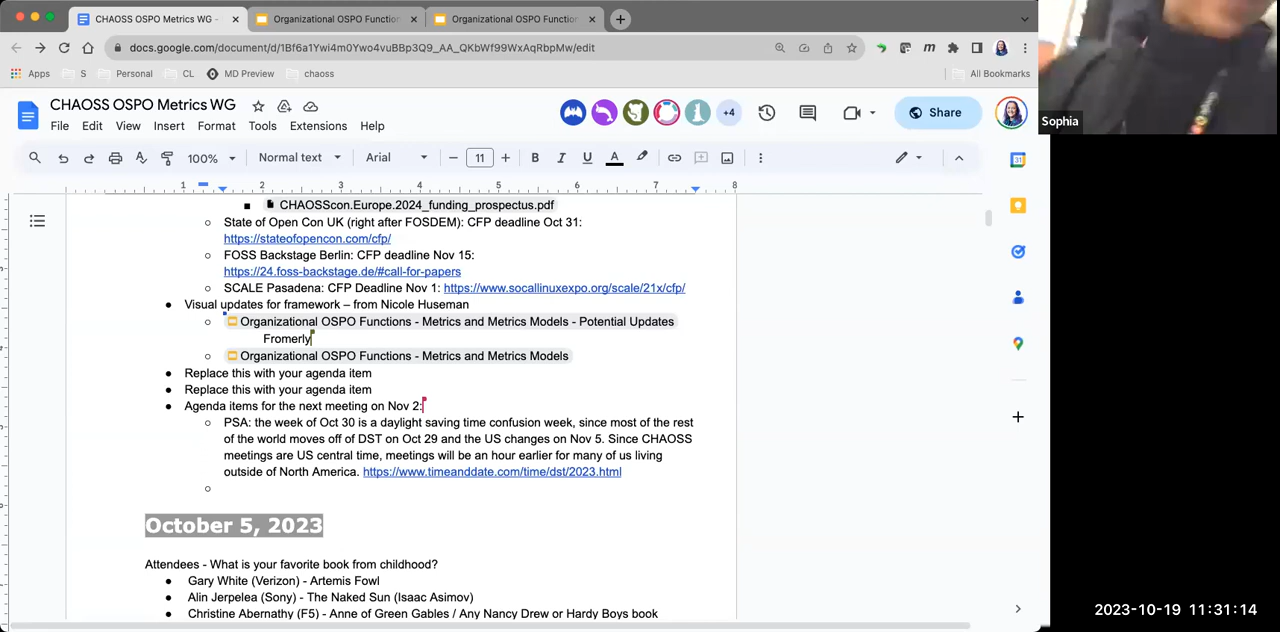 CHAOSS OSPO Metrics WG -
Organizational OSPO Function
Organizational OSPO Function
docs.google.com/document/d/1Bf6a1Ywi4m0Ywo4vuBBp3Q9_AA_QKbWf99WxAqRbpMw/edit
Apps S Personal CL MD Preview chaoss All Bookmarks
CHAOSS OSPO Metrics WG
+4
Share
File Edit View Insert Format Tools Extensions Help
100% Normal text Arial 11 B I U A
1 2 3 4 5 6 7 8
CHAOSScon.Europe.2024_funding_prospectus.pdf
State of Open Con UK (right after FOSDEM): CFP deadline Oct 31:
https://stateofopencon.com/cfp/
FOSS Backstage Berlin: CFP deadline Nov 15:
https://24.foss-backstage.de/#call-for-papers
SCALE Pasadena: CFP Deadline Nov 1: https://www.socallinuxexpo.org/scale/21x/cfp/
Visual updates for framework – from Nicole Huseman
Organizational OSPO Functions - Metrics and Metrics Models - Potential Updates
Fromerly
Organizational OSPO Functions - Metrics and Metrics Models
Replace this with your agenda item
Replace this with your agenda item
Agenda items for the next meeting on Nov 2:
PSA: the week of Oct 30 is a daylight saving time confusion week, since most of the rest
of the world moves off of DST on Oct 29 and the US changes on Nov 5. Since CHAOSS
meetings are US central time, meetings will be an hour earlier for many of us living
outside of North America. https://www.timeanddate.com/time/dst/2023.html
October 5, 2023
Attendees - What is your favorite book from childhood?
Gary White (Verizon) - Artemis Fowl
Alin Jerpelea (Sony) - The Naked Sun (Isaac Asimov)
Christine Abernathy (F5) - Anne of Green Gables / Any Nancy Drew or Hardy Boys book
Sophia
2023-10-19 11:31:14